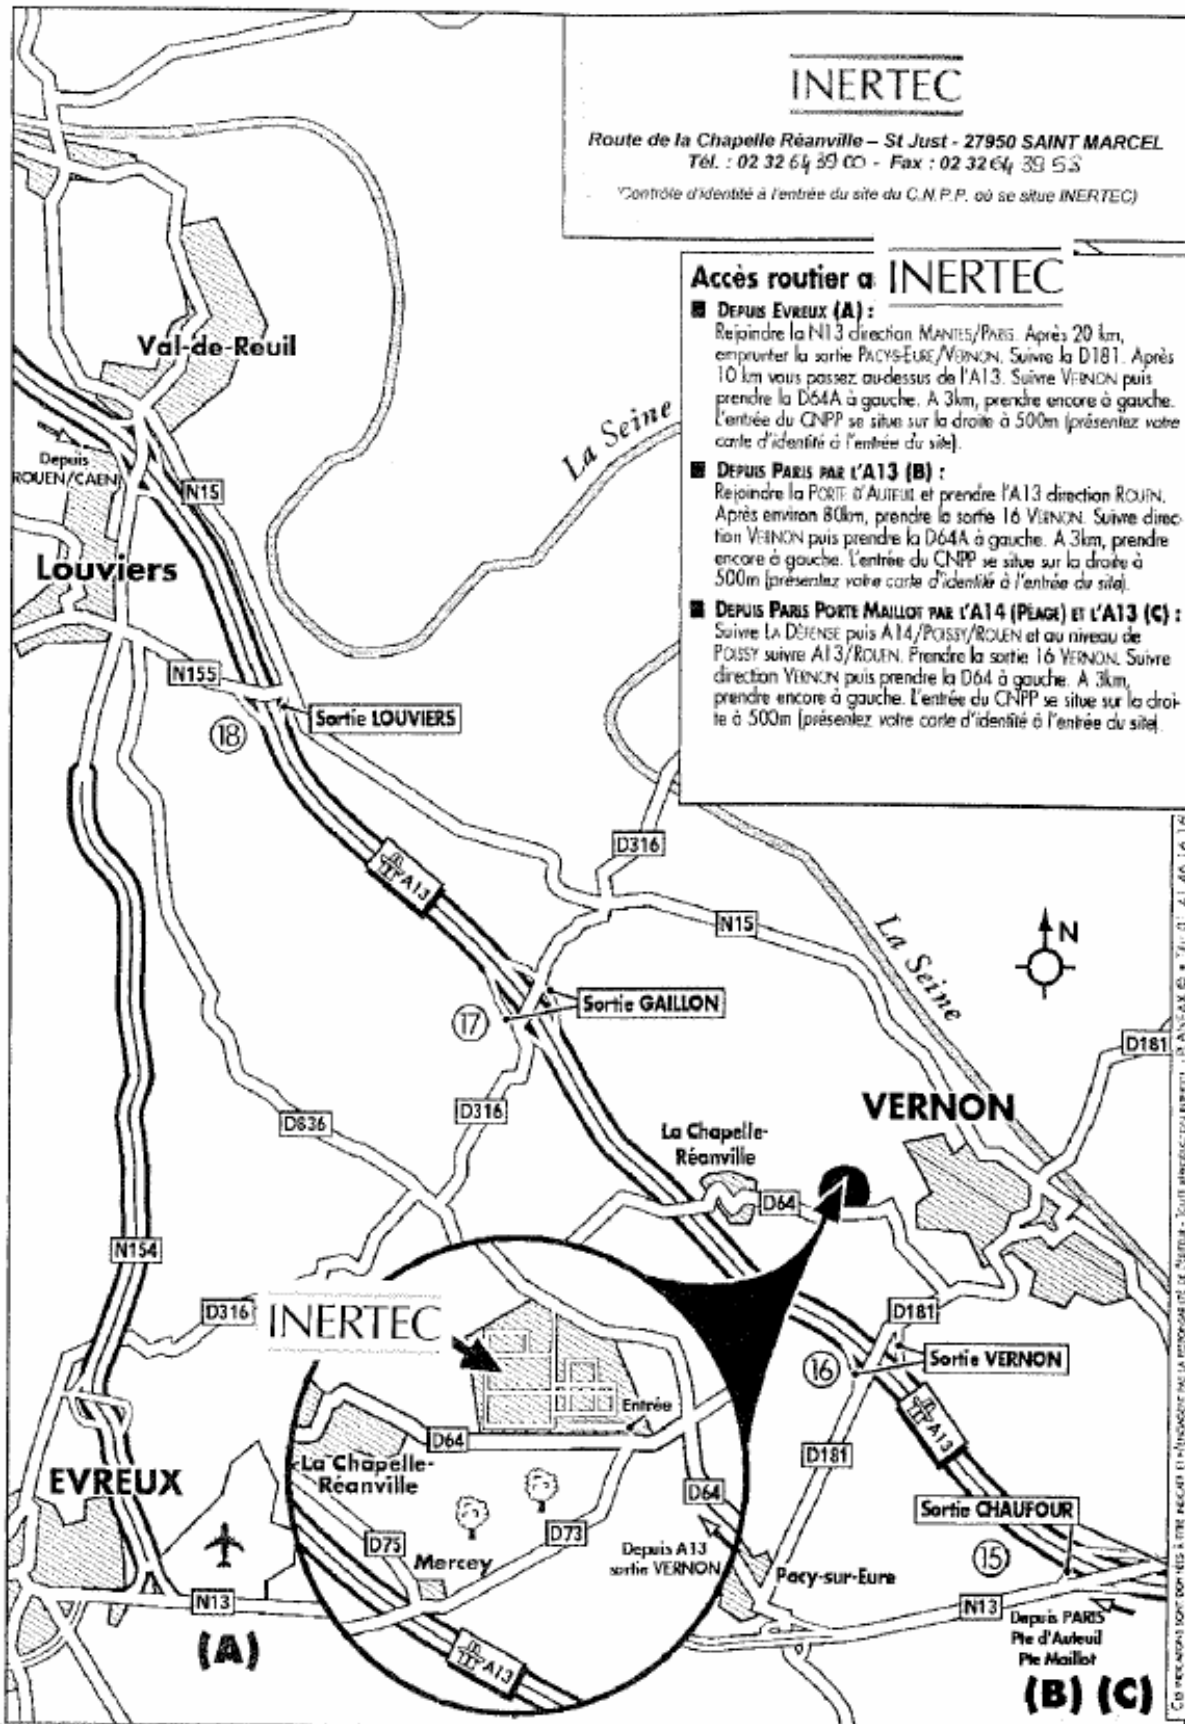 INERTEC
Route de la Chapelle Réanville – St Just - 27950 SAINT MARCEL
Tél. : 02 32 64 39 00 - Fax : 02 32 64 39 53
Contrôle d'identité à l'entrée du site du C.N.P.P. où se situe INERTEC)
Accès routier a INERTEC
DEPUIS EVREUX (A) :
Rejoindre la N13 direction MANTES/PARIS. Après 20 km,
emprunter la sortie PACY-S-EURE/VERNON. Suivre la D181. Après
10 km vous passez au-dessus de l'A13. Suivre VERNON puis
prendre la D64A à gauche. A 3km, prendre encore à gauche.
L'entrée du CNPP se situe sur la droite à 500m (présentez votre
carte d'identité à l'entrée du site).
DEPUIS PARIS PAR L'A13 (B) :
Rejoindre la PORTE D'AUTEUIL et prendre l'A13 direction ROUEN.
Après environ 80km, prendre la sortie 16 VERNON. Suivre direc-
tion VERNON puis prendre la D64A à gauche. A 3km, prendre
encore à gauche. L'entrée du CNPP se situe sur la droite à
500m (présentez votre carte d'identité à l'entrée du site).
DEPUIS PARIS PORTE MAILLOT PAR L'A14 (PÉAGE) ET L'A13 (C) :
Suivre LA DÉFENSE puis A14/POISSY/ROUEN et au niveau de
POISSY suivre A13/ROUEN. Prendre la sortie 16 VERNON. Suivre
direction VERNON puis prendre la D64 à gauche. A 3km,
prendre encore à gauche. L'entrée du CNPP se situe sur la droi-
te à 500m (présentez votre carte d'identité à l'entrée du site).
Val-de-Reuil
La Seine
Depuis
ROUEN/CAEN
N15
Louviers
N155
Sortie LOUVIERS
18
D316
A13
N15
La Seine
N
Sortie GAILLON
17
D181
VERNON
D316
D836
La Chapelle-
Réanville
D64
N154
D316
INERTEC
D181
Sortie VERNON
16
Entrée
D64
A13
D181
La Chapelle-
Réanville
EVREUX
D64
Sortie CHAUFOUR
D75
D73
Mercey
Depuis A13
sortie VERNON
15
Pacy-sur-Eure
N13
N13
Depuis PARIS
Pte d'Auteuil
Pte Maillot
(A)
A13
(B) (C)